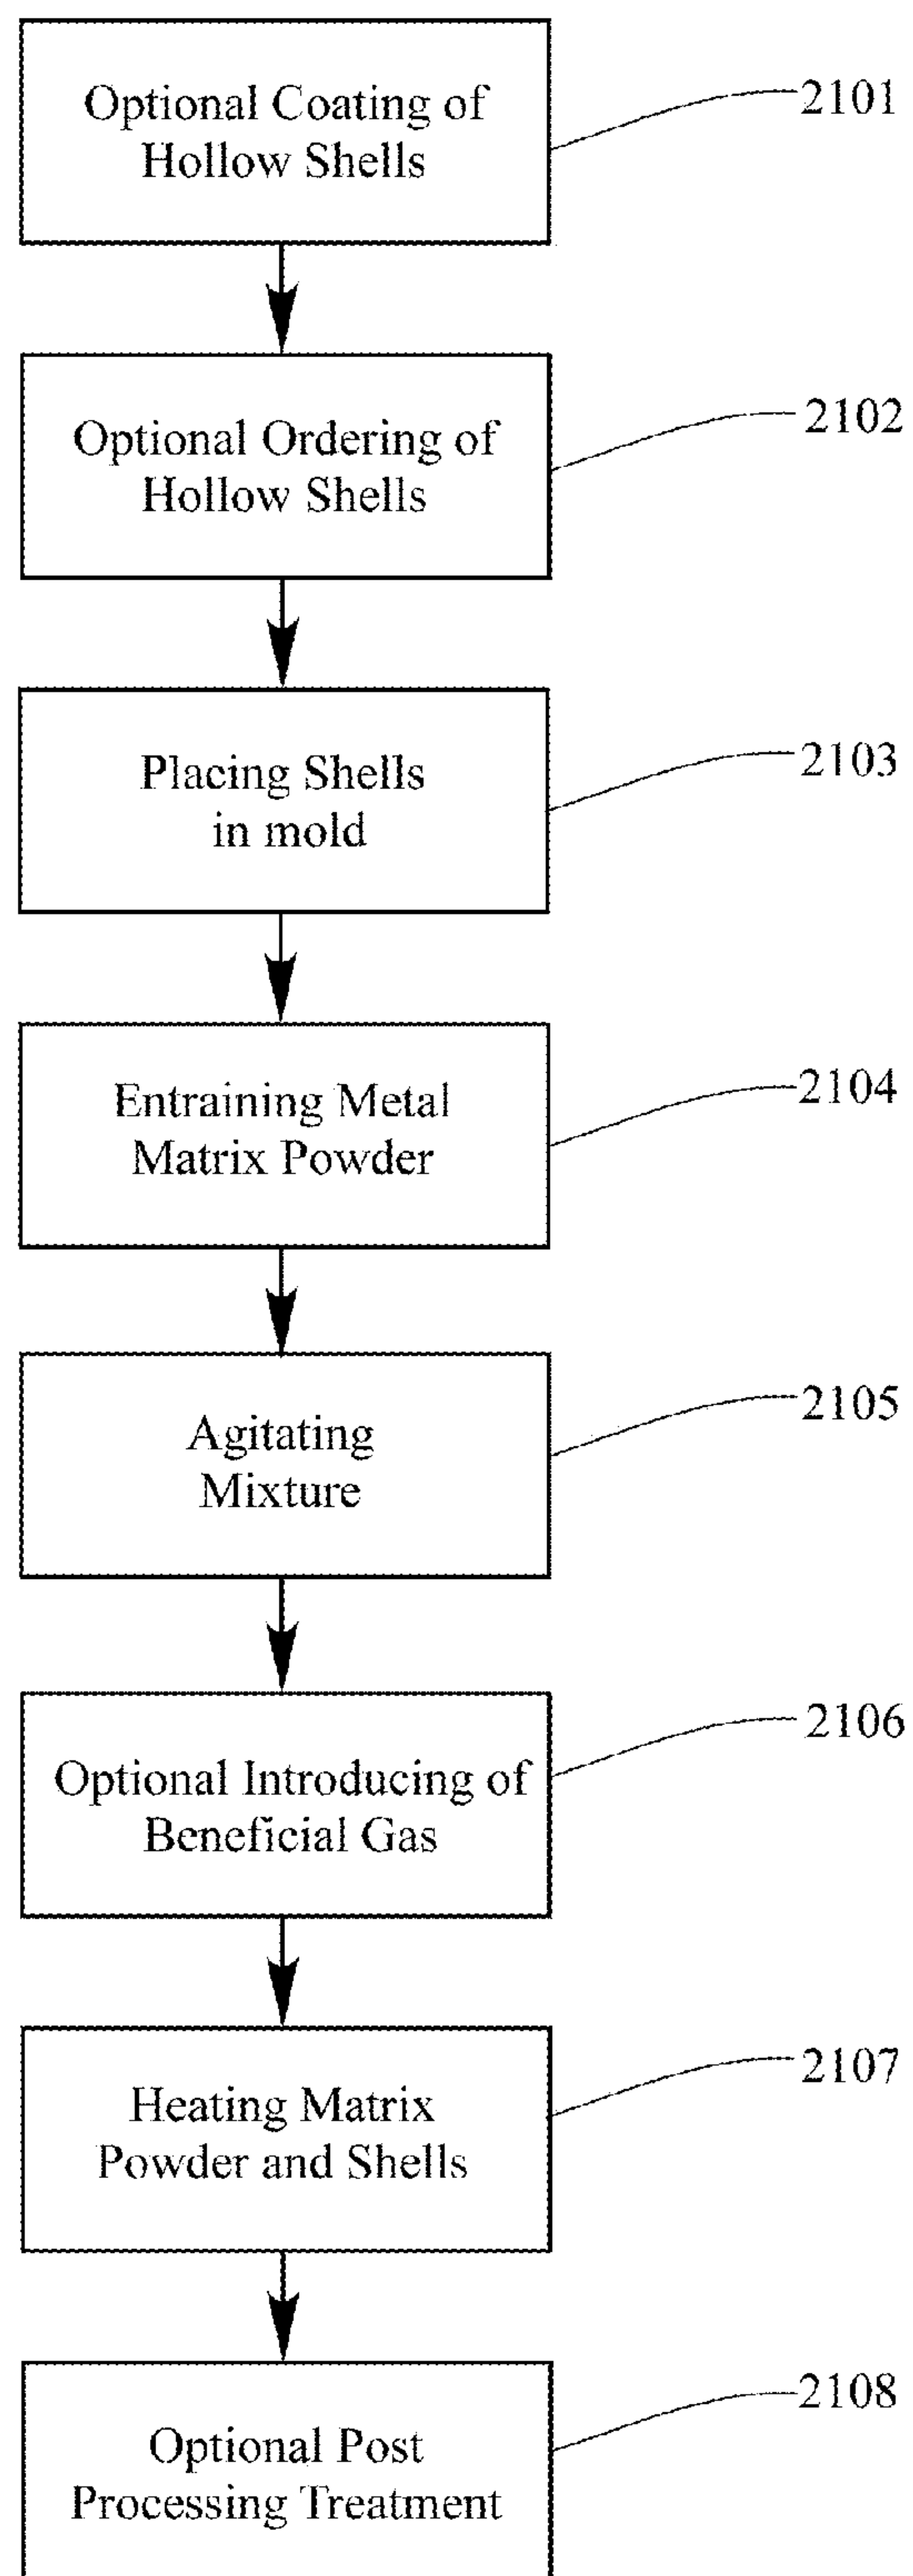 Optional Coating of
Hollow Shells
2101
Optional Ordering of
Hollow Shells
2102
Placing Shells
in mold
2103
Entraining Metal
Matrix Powder
2104
Agitating
Mixture
2105
Optional Introducing of
Beneficial Gas
2106
Heating Matrix
Powder and Shells
2107
Optional Post
Processing Treatment
2108